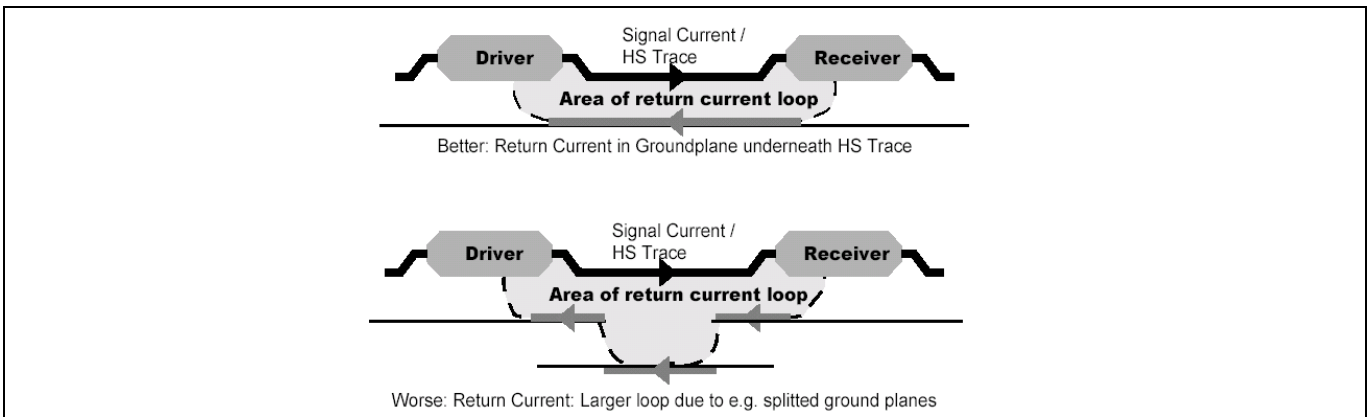 Signal Current /
HS Trace
Driver
Receiver
Area of return current loop
Better: Return Current in Groundplane underneath HS Trace
Signal Current /
HS Trace
Driver
Receiver
Area of return current loop
Worse: Return Current: Larger loop due to e.g. splitted ground planes